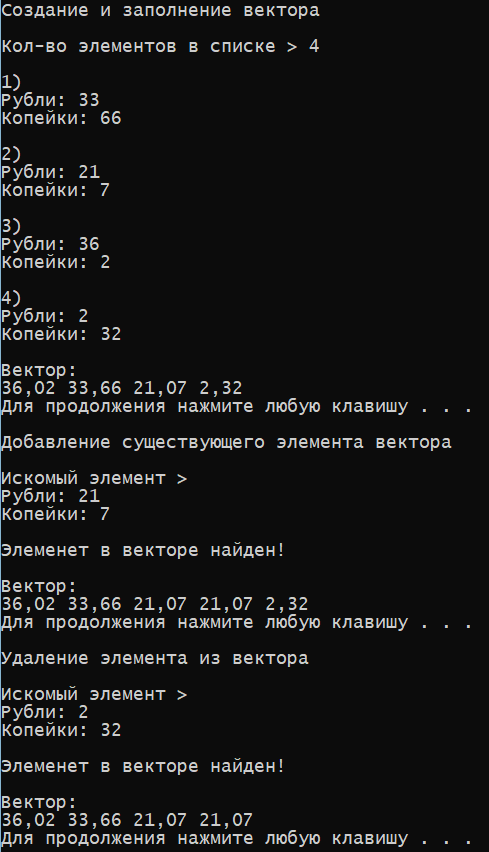 Создание и заполнение вектора
Кол-во элементов в списке > 4
1)
Рубли: 33
Копейки: 66
2)
Рубли: 21
Копейки: 7
3)
Рубли: 36
Копейки: 2
4)
Рубли: 2
Копейки: 32
Вектор:
36,02 33,66 21,07 2,32
Для продолжения нажмите любую клавишу . . .
Добавление существующего элемента вектора
Искомый элемент >
Рубли: 21
Копейки: 7
Элеменет в векторе найден!
Вектор:
36,02 33,66 21,07 21,07 2,32
Для продолжения нажмите любую клавишу . . .
Удаление элемента из вектора
Искомый элемент >
Рубли: 2
Копейки: 32
Элеменет в векторе найден!
Вектор:
36,02 33,66 21,07 21,07
Для продолжения нажмите любую клавишу . . .